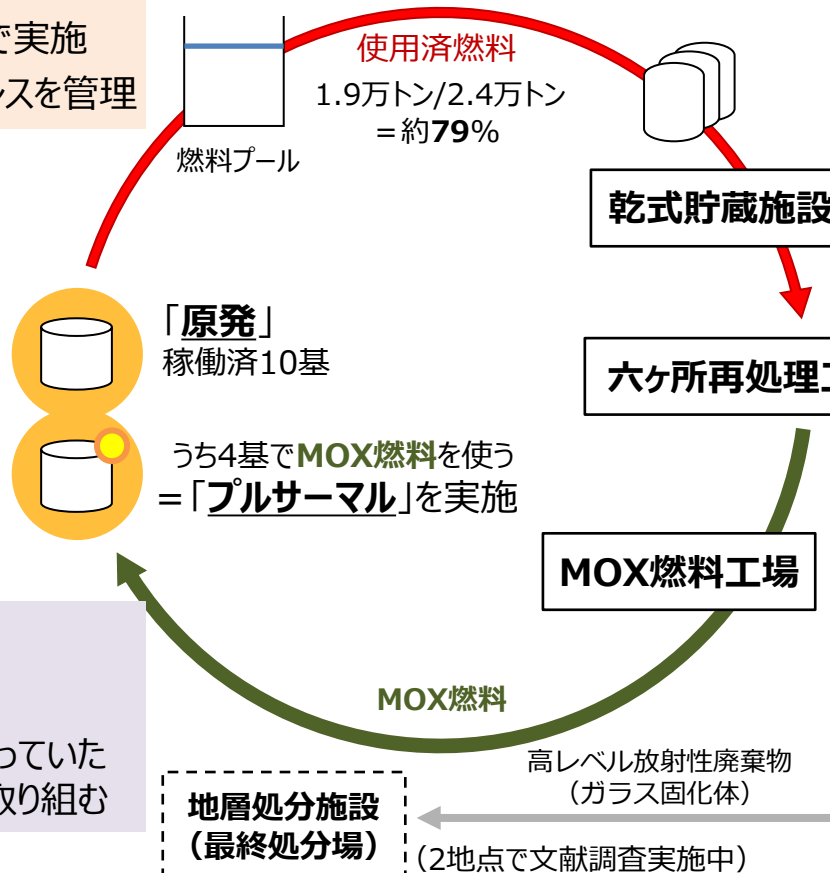 で実施
ンスを管理
使用済燃料
1.9万トン/2.4万トン
＝約79%
燃料プール
乾式貯蔵施設
「原発」
稼働済10基
六ヶ所再処理
うち4基でMOX燃料を使う
＝「プルサーマル」を実施
MOX燃料工場
MOX燃料
っていた
取り組む
高レベル放射性廃棄物
（ガラス固化体）
地層処分施設
（最終処分場）
（2地点で文献調査実施中）